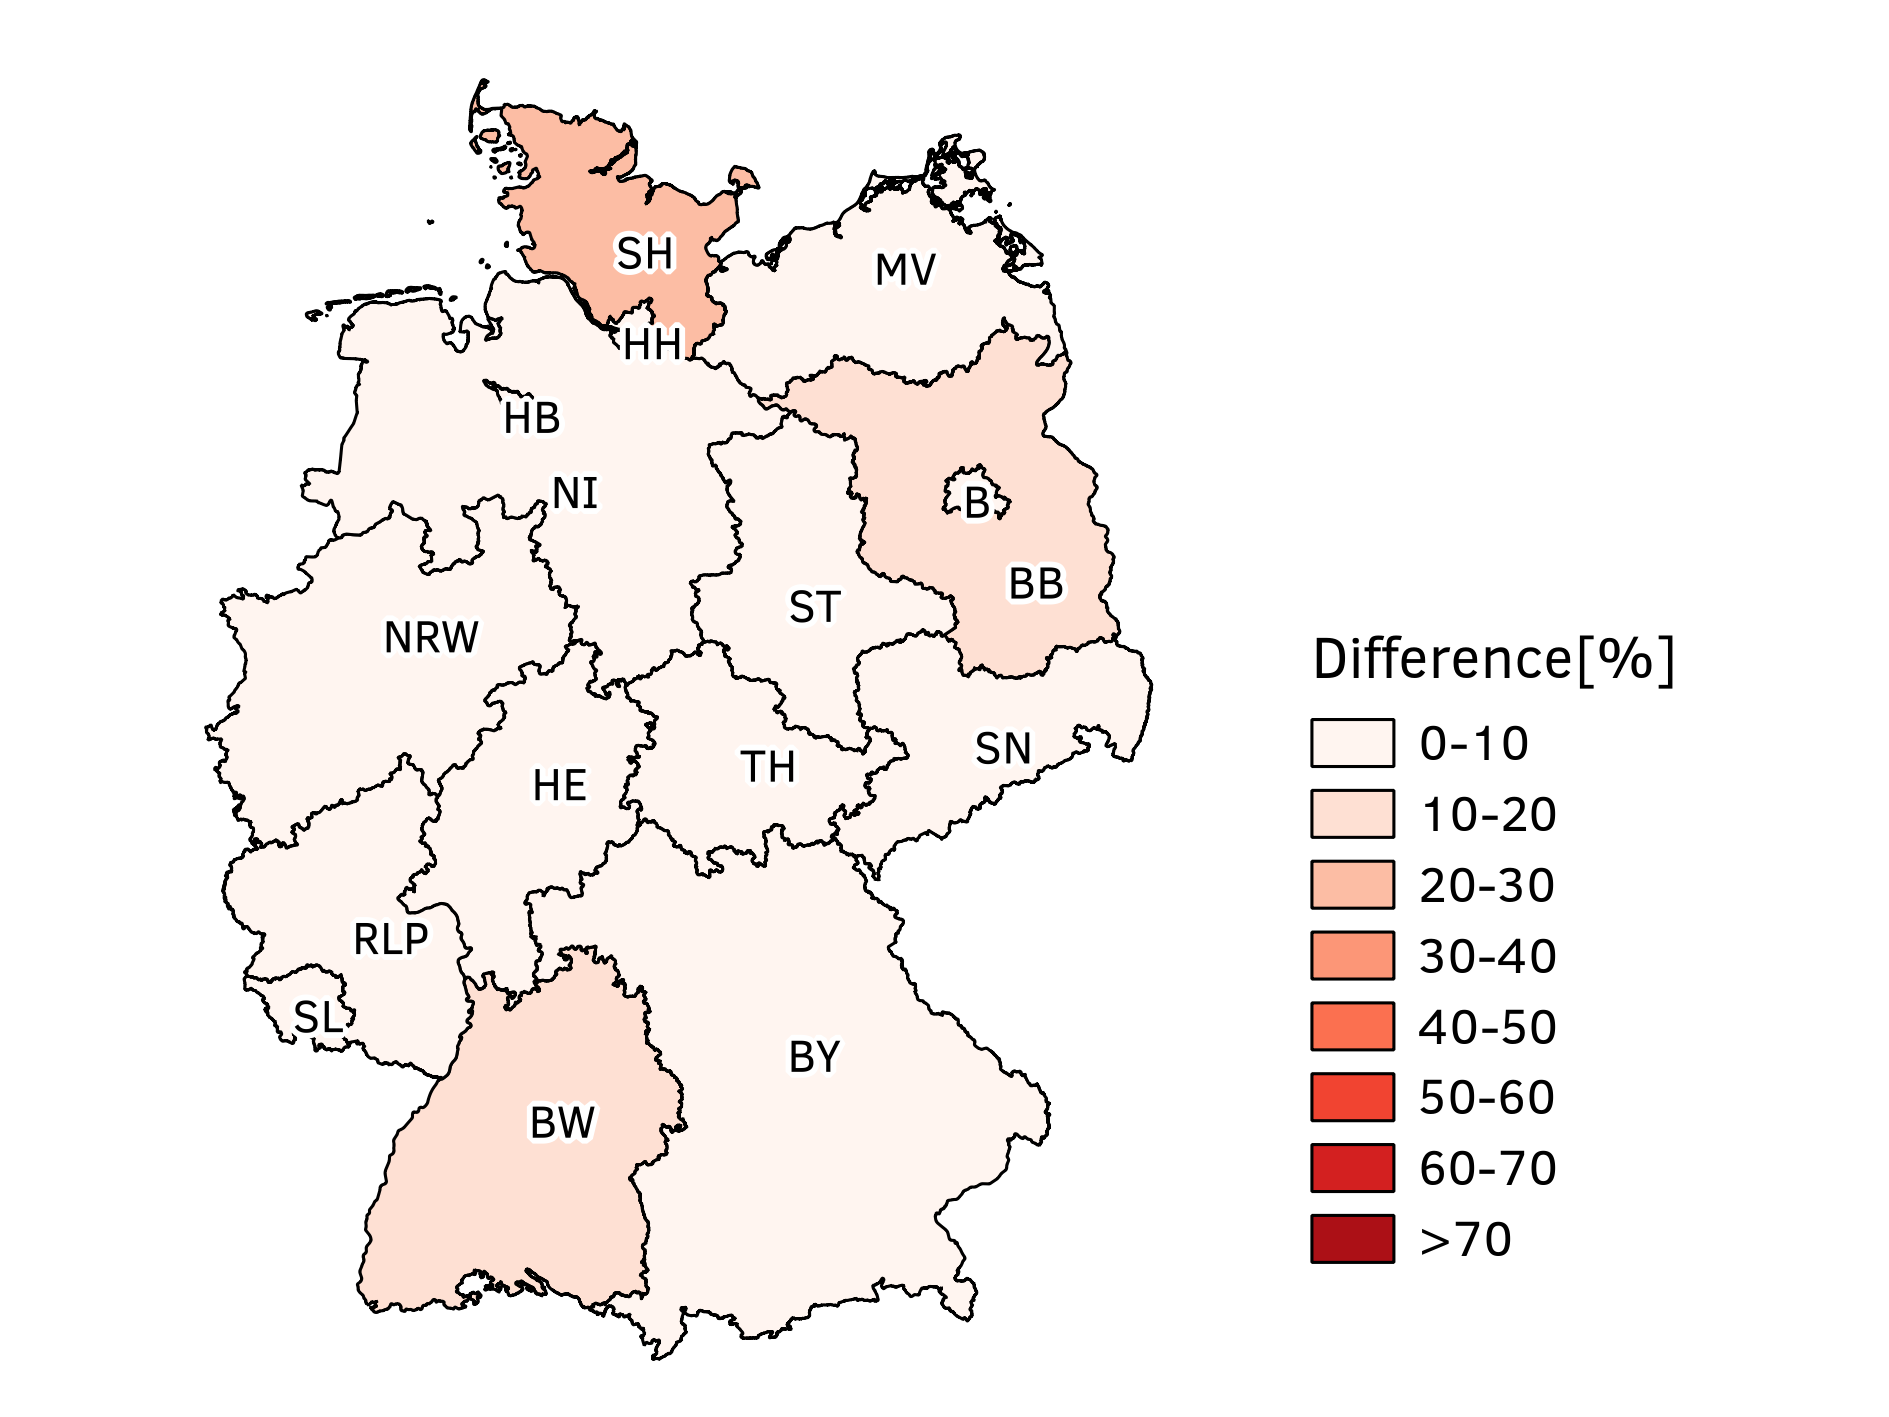 SH
MV
HH
HB
NI
B
BB
ST
NRW
SN
TH
HE
RLP
SL
BY
BW
Difference[%]
0-10
10-20
20-30
30-40
40-50
50-60
60-70
>70